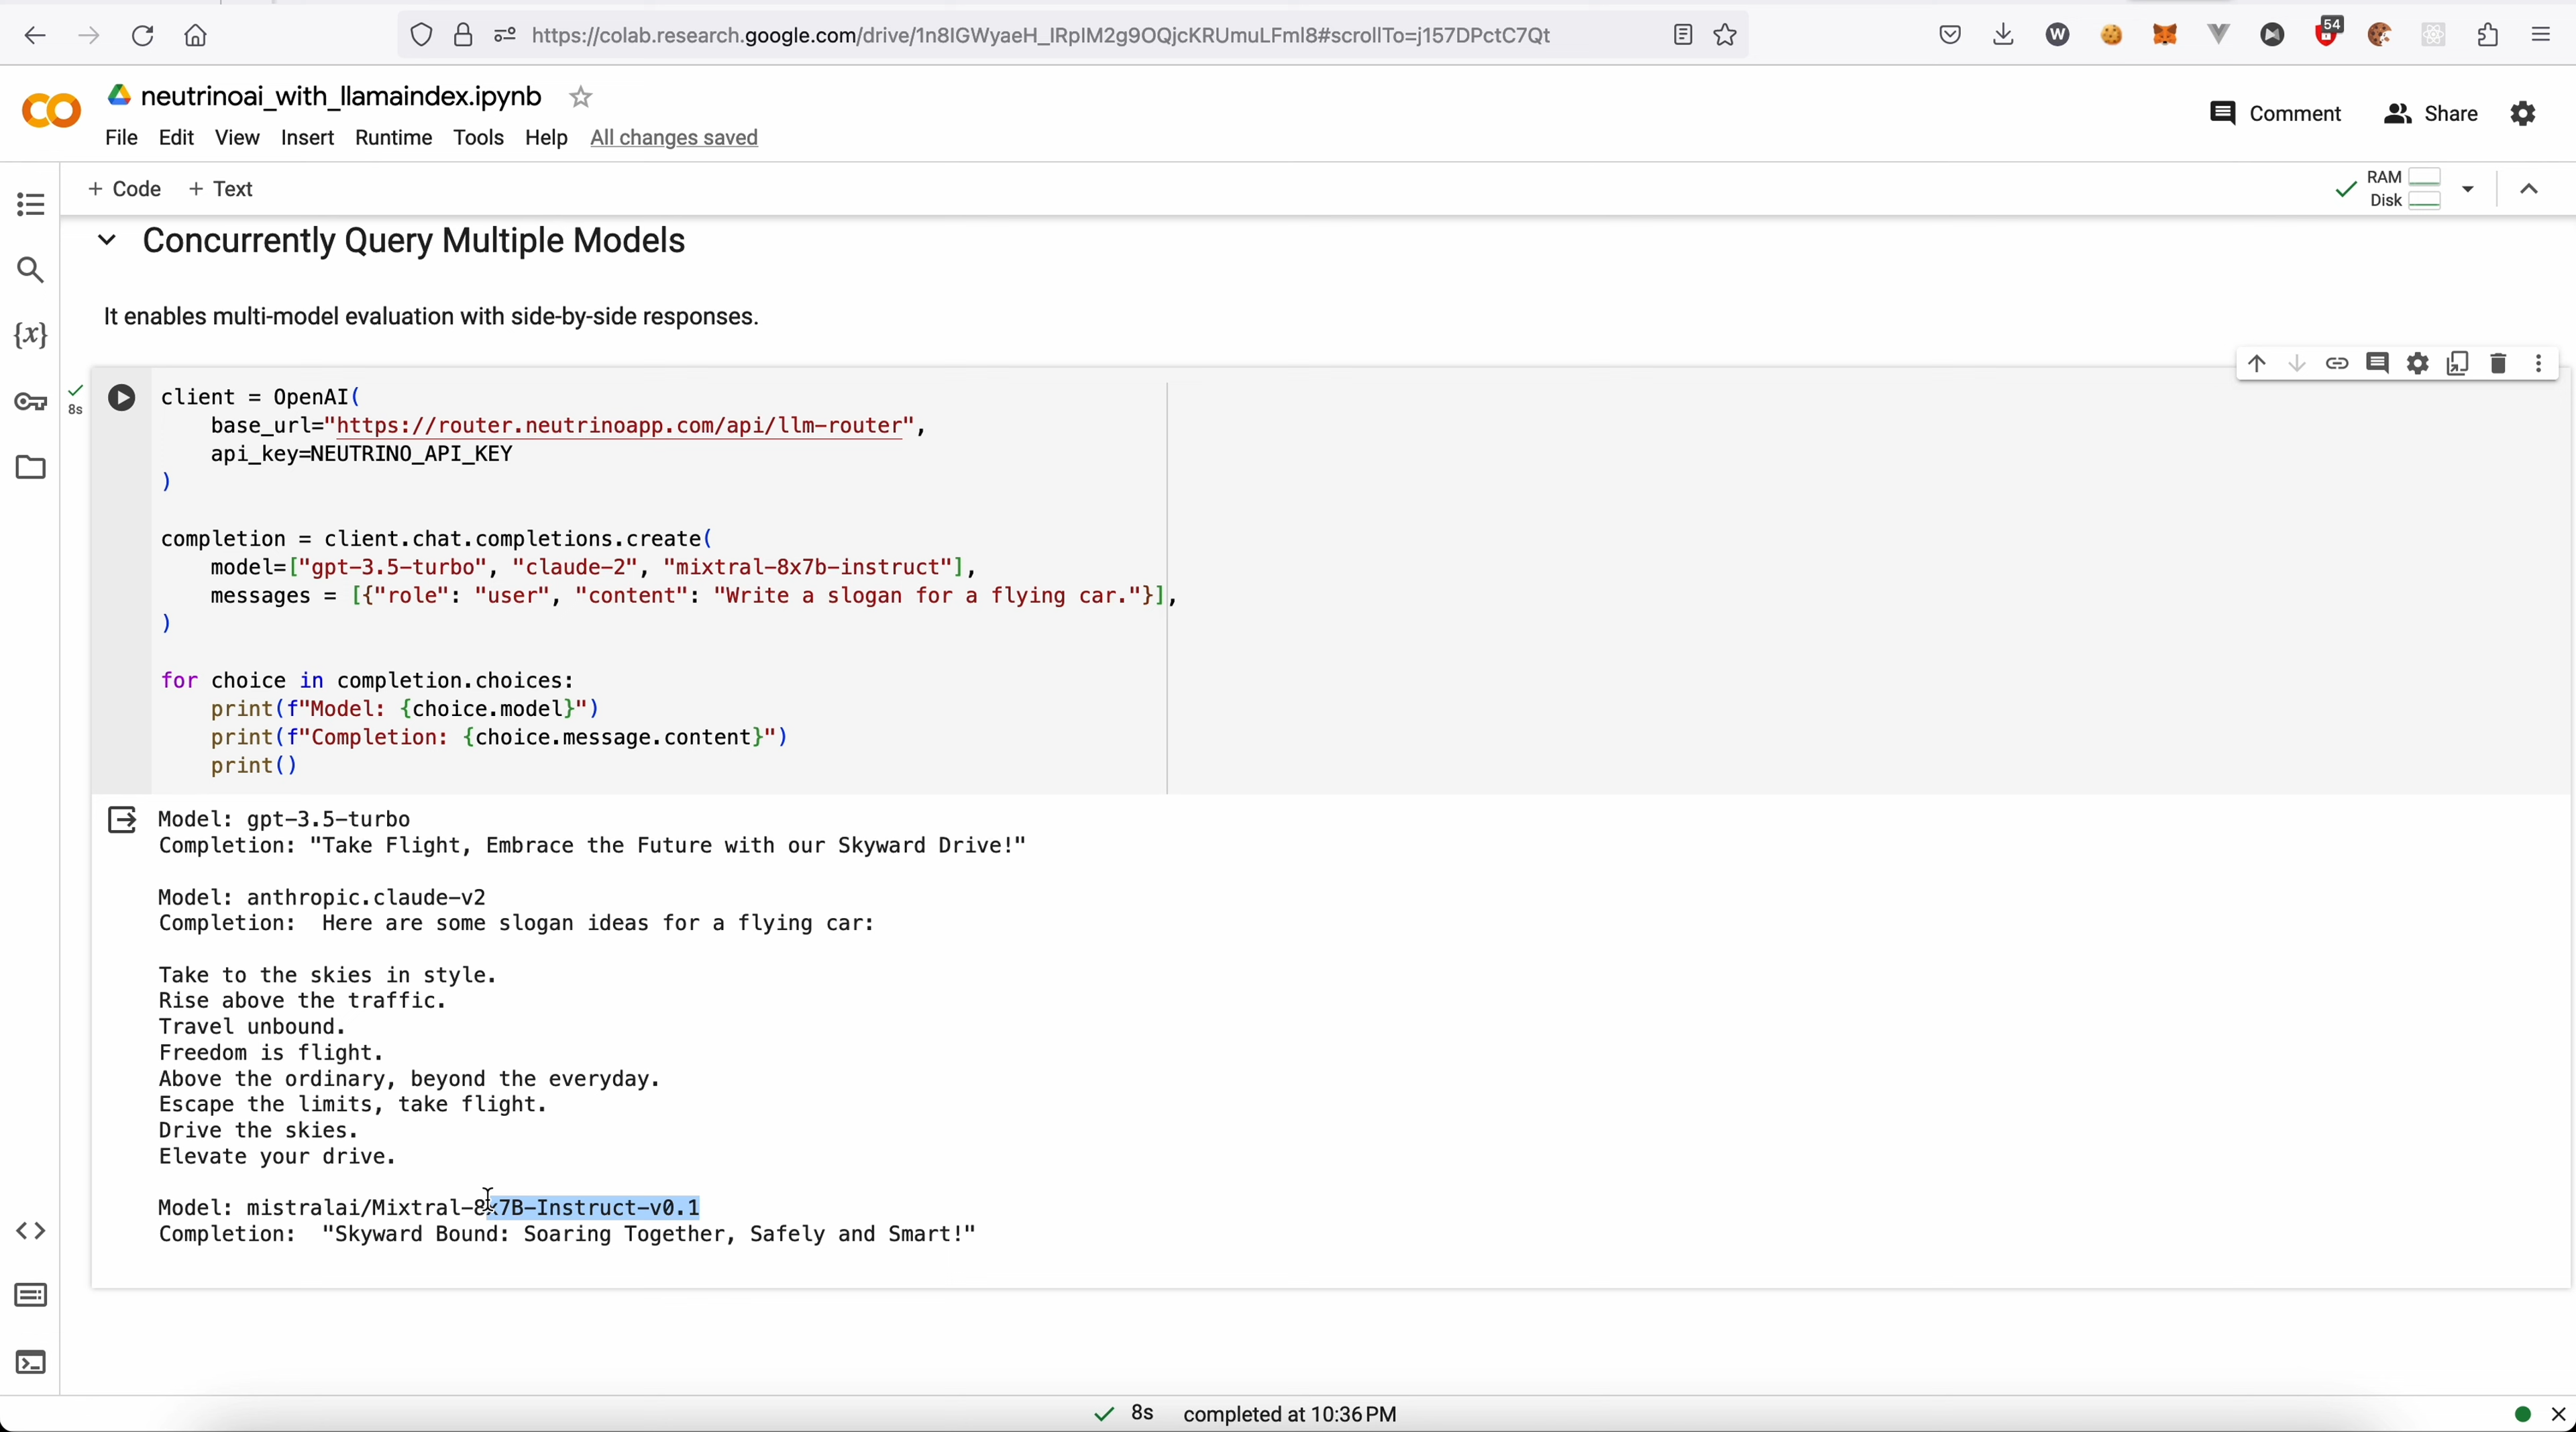 https://colab.research.google.com/drive/1n8IGWyaeH_IRpIM2g9OQjcKRUmuLFmI8#scrollTo=j157DPctC7Qt
W
54
CO
neutrinoai_with_llamaindex.ipynb
Comment
Share
File Edit View Insert Runtime Tools Help All changes saved
+ Code + Text
RAM
Disk
Concurrently Query Multiple Models
It enables multi-model evaluation with side-by-side responses.
{x}
8s
client = OpenAI(
base_url="https://router.neutrinoapp.com/api/llm-router",
api_key=NEUTRINO_API_KEY
)
completion = client.chat.completions.create(
model=["gpt-3.5-turbo", "claude-2", "mixtral-8x7b-instruct"],
messages = [{"role": "user", "content": "Write a slogan for a flying car."}],
)
for choice in completion.choices:
print(f"Model: {choice.model}")
print(f"Completion: {choice.message.content}")
print()
Model: gpt-3.5-turbo
Completion: "Take Flight, Embrace the Future with our Skyward Drive!"
Model: anthropic.claude-v2
Completion:  Here are some slogan ideas for a flying car:
Take to the skies in style.
Rise above the traffic.
Travel unbound.
Freedom is flight.
Above the ordinary, beyond the everyday.
Escape the limits, take flight.
Drive the skies.
Elevate your drive.
Model: mistralai/Mixtral-8x7B-Instruct-v0.1
Completion:  "Skyward Bound: Soaring Together, Safely and Smart!"
8s completed at 10:36 PM